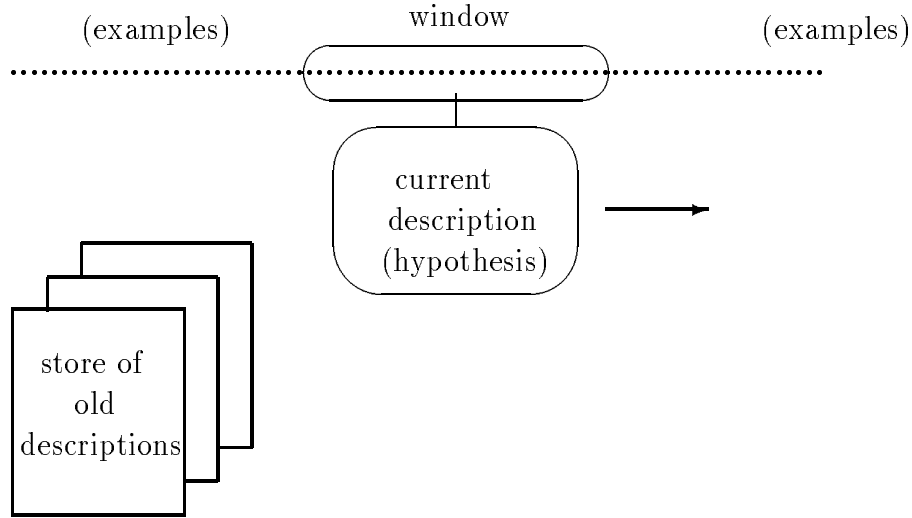 (examples)
window
(examples)
current
description
(hypothesis)
store of
old
descriptions